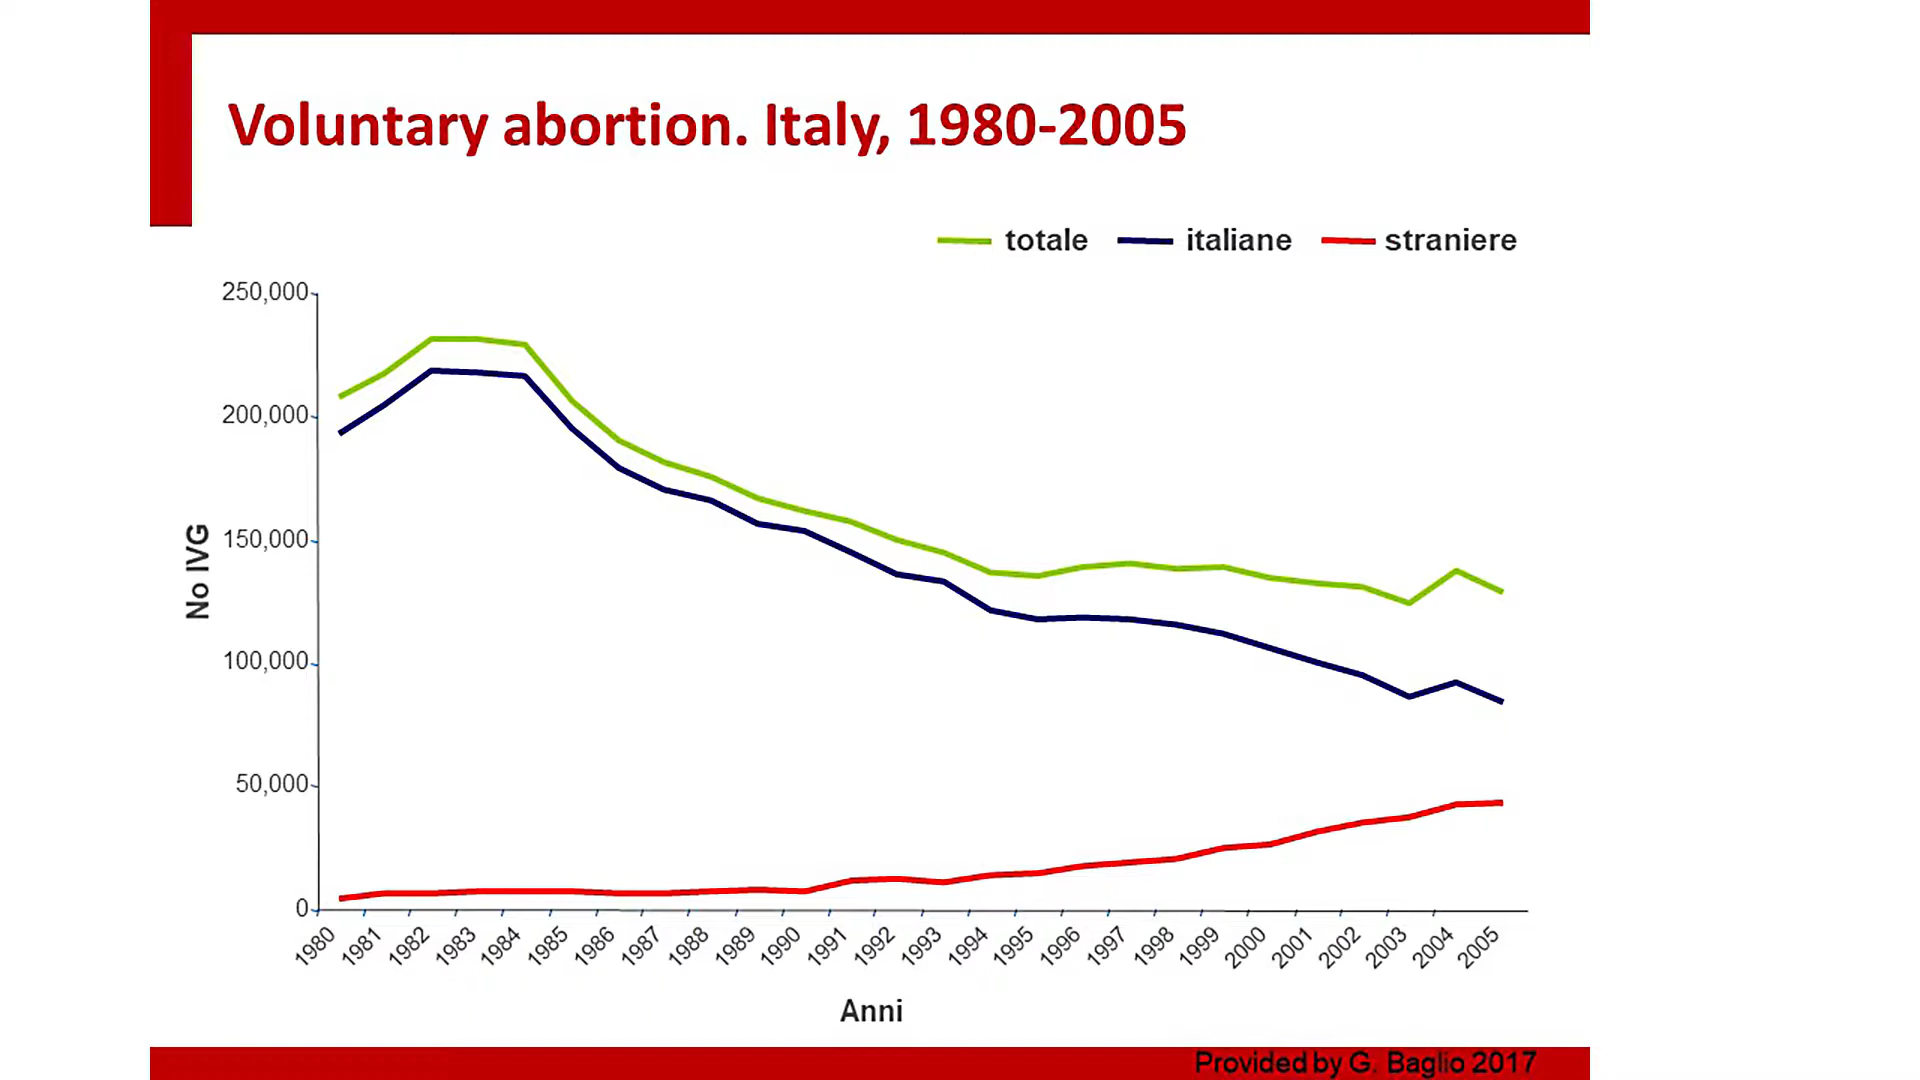 Voluntary abortion. Italy, 1980-2005
totale italiane straniere
250,000
200,000
150,000
100,000
50,000
0
No IVG
1980 1981 1982 1983 1984 1985 1986 1987 1988 1989 1990 1991 1992 1993 1994 1995 1996 1997 1998 1999 2000 2001 2002 2003 2004 2005
Anni
Provided by G. Baglio 2017